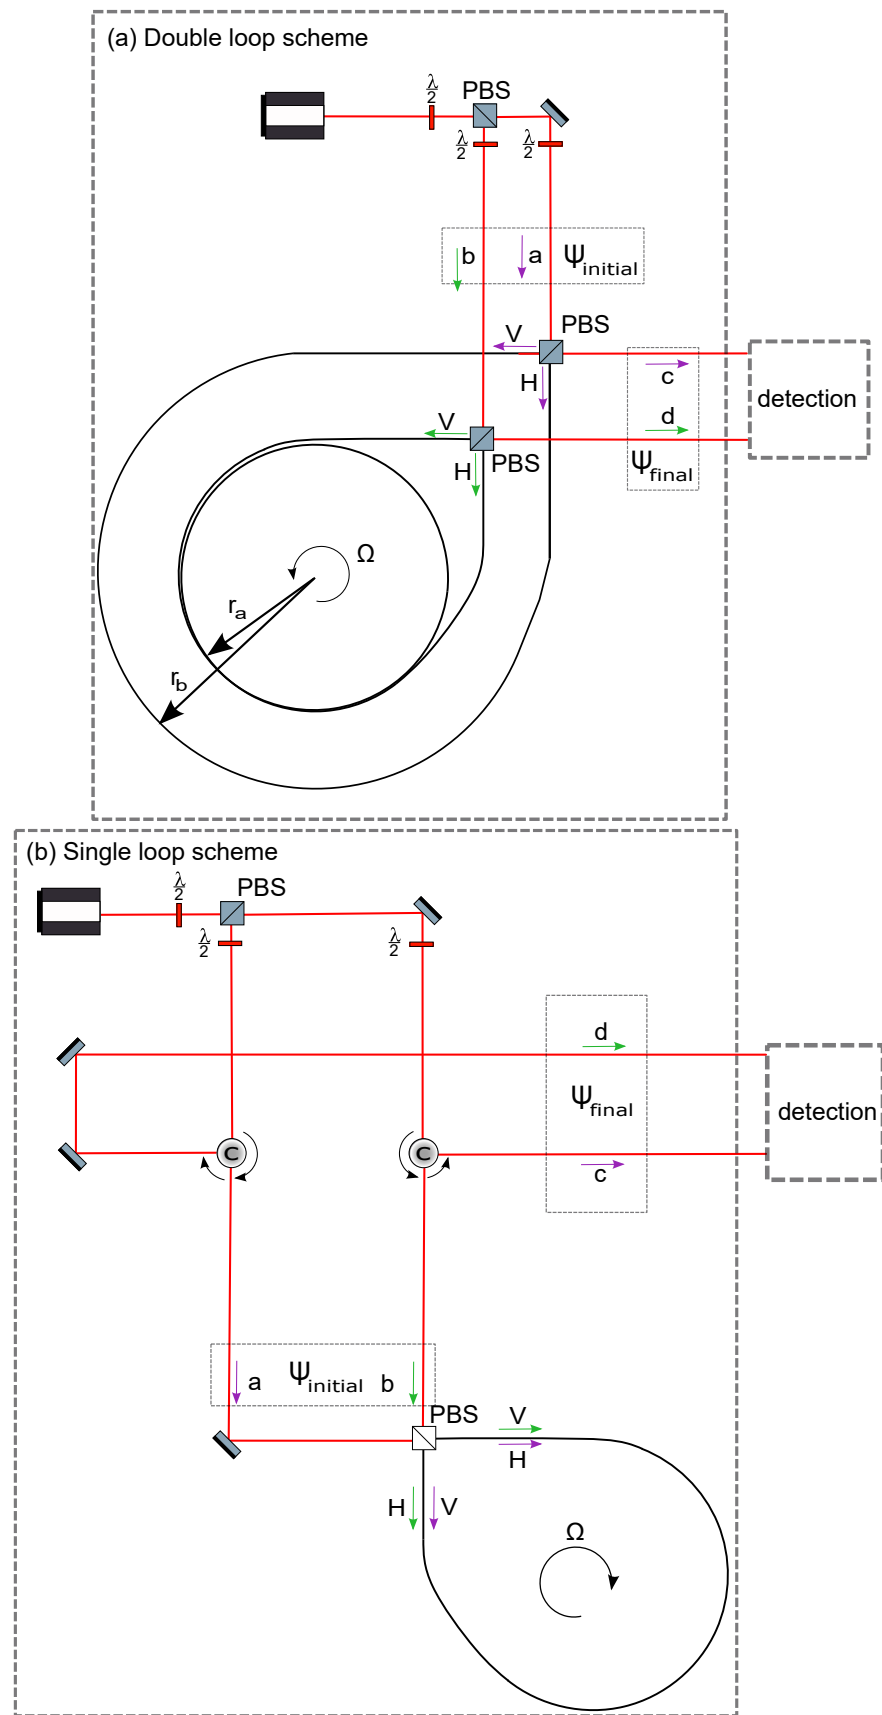 (a) Double loop scheme
PBS
λ/2
λ/2
λ/2
b
a
Ψinitial
PBS
V
H
c
detection
d
V
H
PBS
Ψfinal
Ω
ra
rb
(b) Single loop scheme
λ/2
PBS
λ/2
λ/2
d
Ψfinal
detection
C
C
c
a
Ψinitial
b
PBS
V
H
H
V
Ω